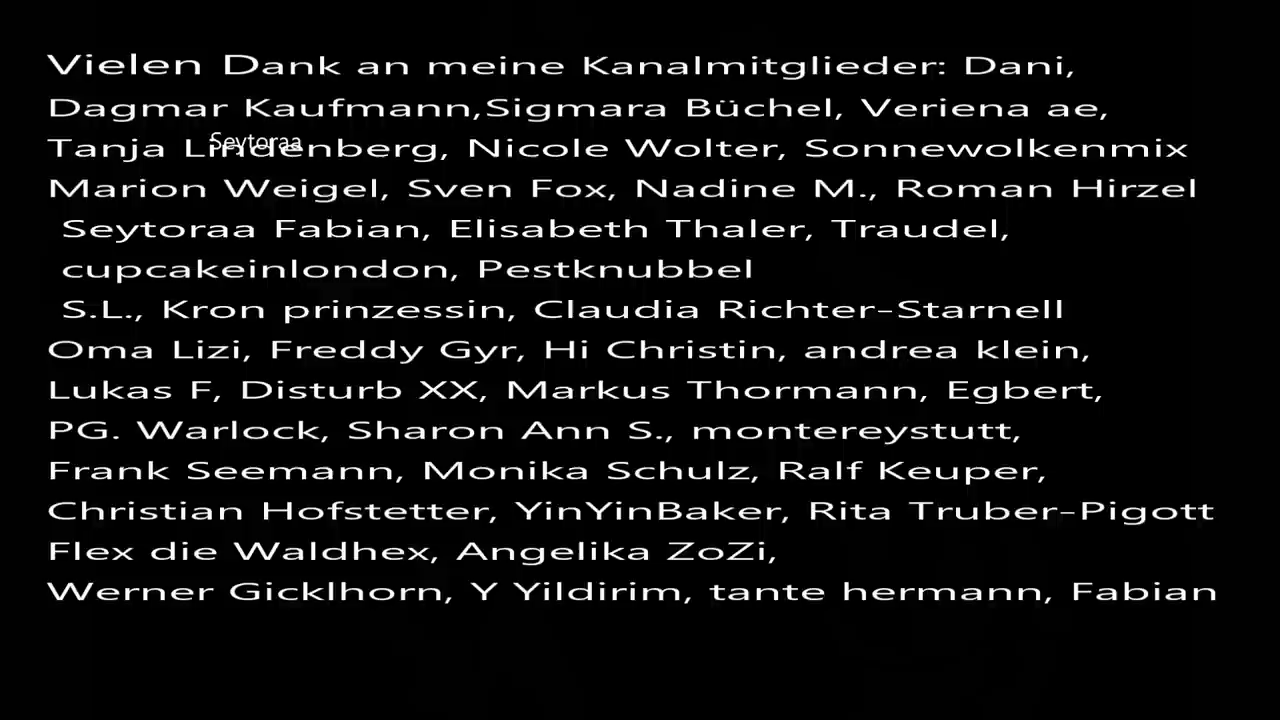 Vielen Dank an meine Kanalmitglieder: Dani,
Dagmar Kaufmann,Sigmara Büchel, Veriena ae,
Seytoraa
Tanja Lindenberg, Nicole Wolter, Sonnewolkenmix
Marion Weigel, Sven Fox, Nadine M., Roman Hirzel
Seytoraa Fabian, Elisabeth Thaler, Traudel,
cupcakeinlondon, Pestknubbel
S.L., Kron prinzessin, Claudia Richter-Starnell
Oma Lizi, Freddy Gyr, Hi Christin, andrea klein,
Lukas F, Disturb XX, Markus Thormann, Egbert,
PG. Warlock, Sharon Ann S., montereystutt,
Frank Seemann, Monika Schulz, Ralf Keuper,
Christian Hofstetter, YinYinBaker, Rita Truber-Pigott
Flex die Waldhex, Angelika ZoZi,
Werner Gicklhorn, Y Yildirim, tante hermann, Fabian